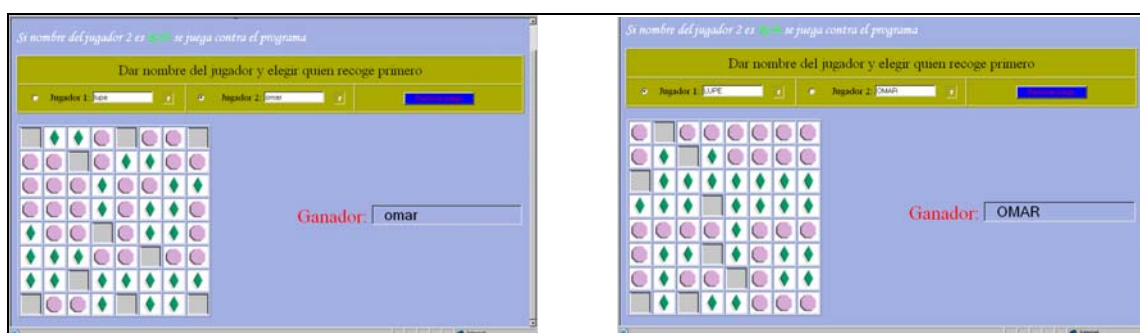 Si nombre del jugador 2 es se juega contra el programa
Dar nombre del jugador y elegir quien recoge primero
Jugador 1: lupe
Jugador 2: omar
Ganador: omar
Si nombre del jugador 2 es se juega contra el programa
Dar nombre del jugador y elegir quien recoge primero
Jugador 1: LUPE
Jugador 2: OMAR
Ganador: OMAR